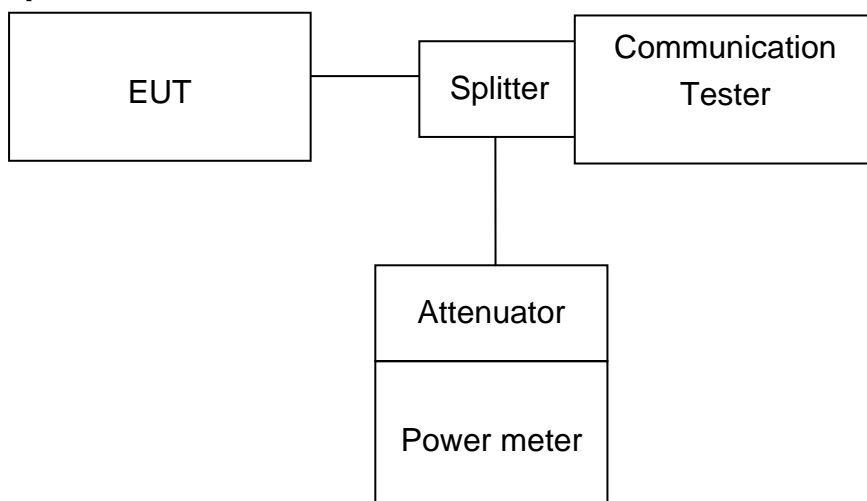 EUT
Splitter
Communication
Tester
Attenuator
Power meter